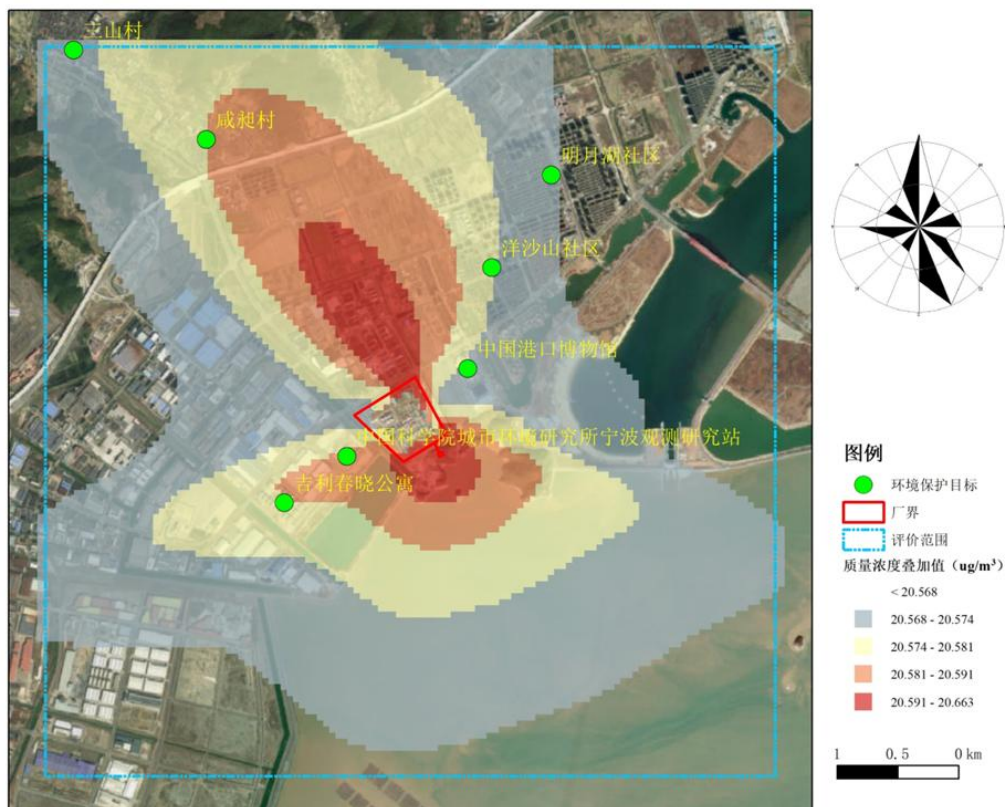 三山村
咸昶村
明月湖社区
洋沙山社区
中国港口博物馆
中国科学院城市环境研究所宁波观测研究站
吉利春晓公寓
图例
环境保护目标
厂界
评价范围
质量浓度叠加值（ug/m³）
< 20.568
20.568 - 20.574
20.574 - 20.581
20.581 - 20.591
20.591 - 20.663
1 0.5 0 km